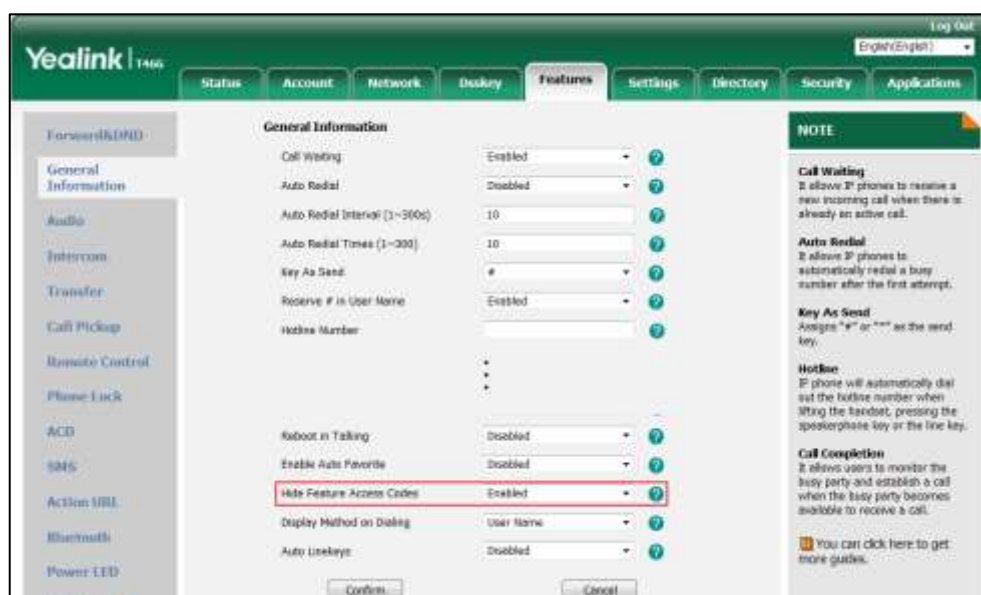 Log Out
English(English)
Yealink T46G
Status Account Network Dsskey Features Settings Directory Security Applications
Forward&DND
General Information
Audio
Intercom
Transfer
Call Pickup
Remote Control
Phone Lock
ACD
SMS
Action URL
Bluetooth
Power LED
General Information
Call Waiting Enabled
Auto Redial Disabled
Auto Redial Interval (1~300s) 10
Auto Redial Times (1~300) 10
Key As Send #
Reserve # in User Name Enabled
Hotline Number
Reboot in Talking Disabled
Enable Auto Favorite Disabled
Hide Feature Access Codes Enabled
Display Method on Dialing User Name
Auto Linekeys Disabled
Confirm Cancel
NOTE
Call Waiting
It allows IP phones to receive a
new incoming call when there is
already an active call.
Auto Redial
It allows IP phones to
automatically redial a busy
number after the first attempt.
Key As Send
Assigns "#" or "*" as the send
key.
Hotline
IP phone will automatically dial
out the hotline number when
lifting the handset, pressing the
speakerphone key or the line key.
Call Completion
It allows users to monitor the
busy party and establish a call
when the busy party becomes
available to receive a call.
You can click here to get
more guides.